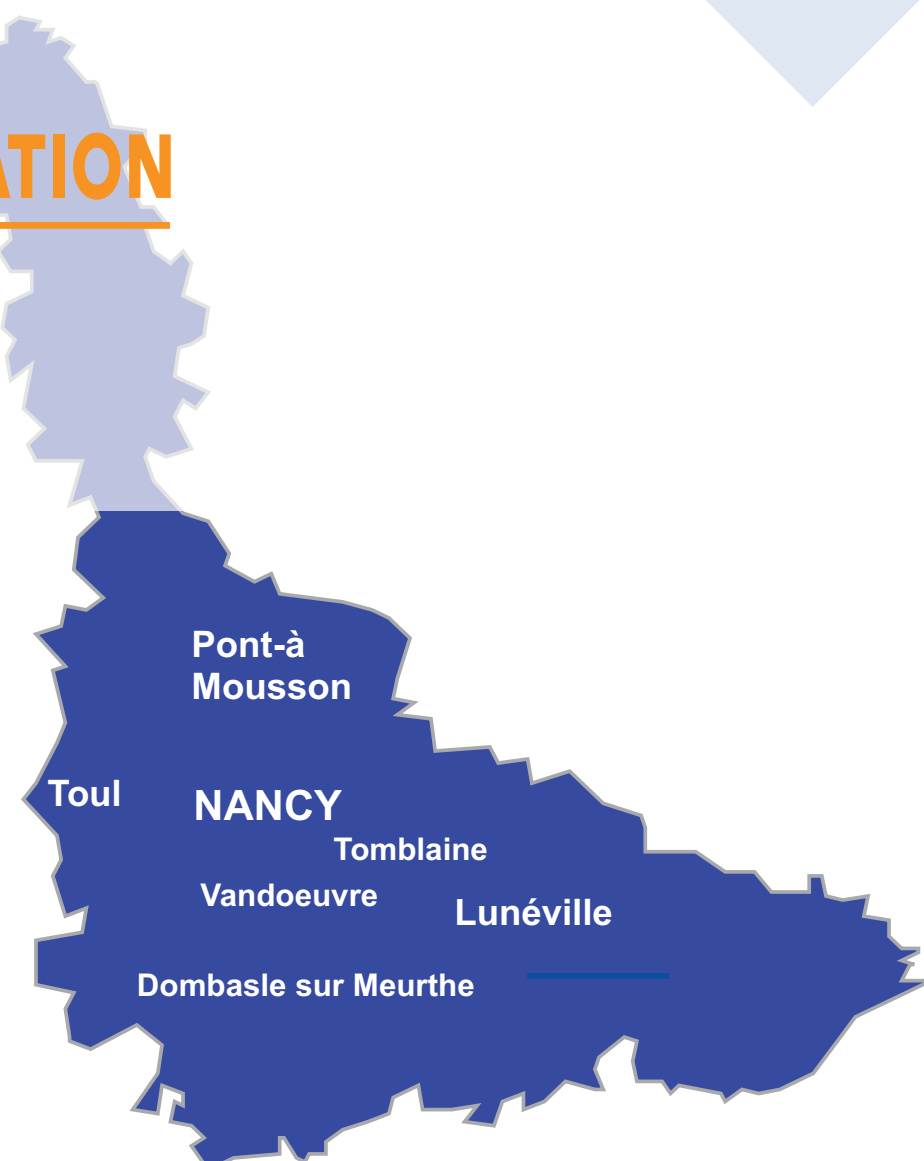 ATION
Pont-à
Mousson
Toul
NANCY
Tomblaine
Vandoeuvre
Lunéville
Dombasle sur Meurthe